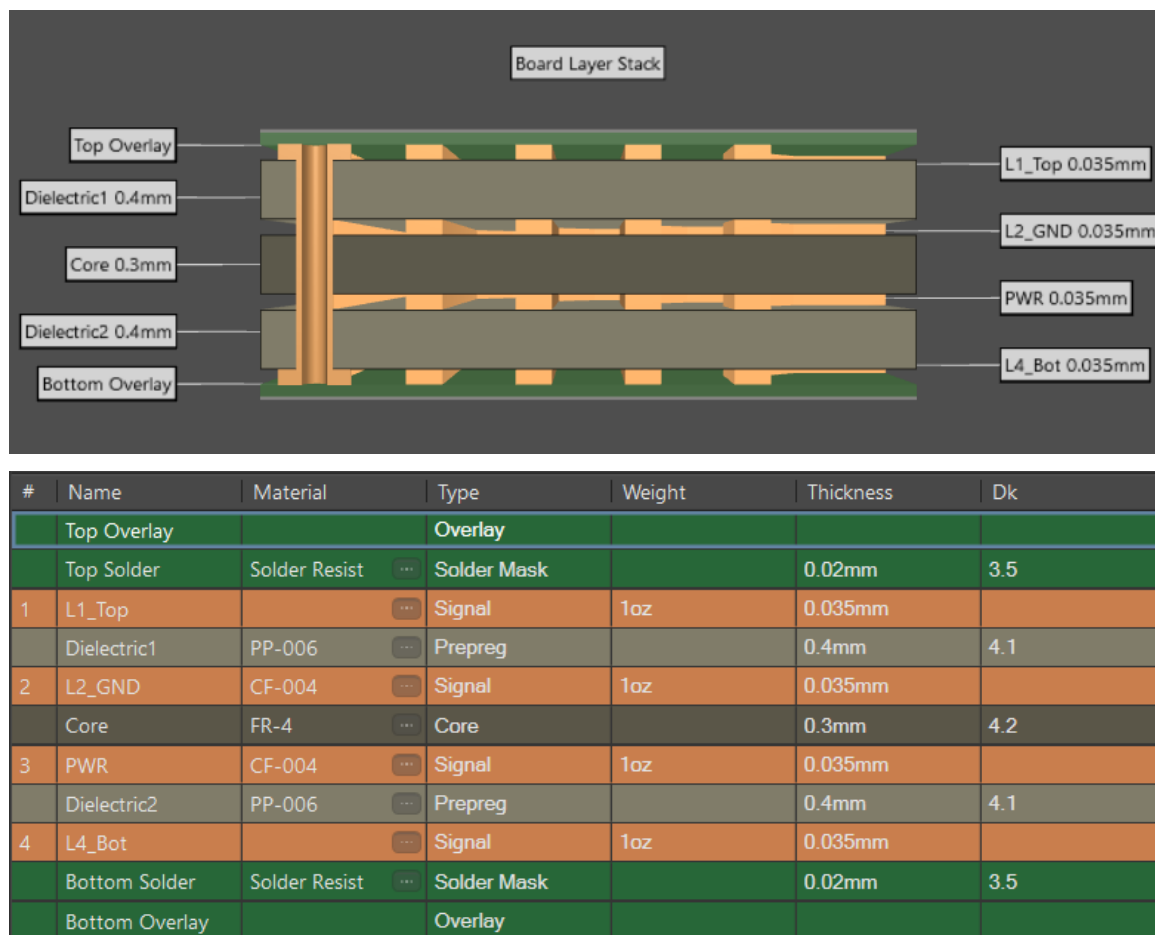 Board Layer Stack
Top Overlay
L1_Top 0.035mm
Dielectric1 0.4mm
L2_GND 0.035mm
Core 0.3mm
PWR 0.035mm
Dielectric2 0.4mm
L4_Bot 0.035mm
Bottom Overlay
# Name Material Type Weight Thickness Dk
Top Overlay Overlay
Top Solder Solder Resist ... Solder Mask 0.02mm 3.5
1 L1_Top ... Signal 1oz 0.035mm
Dielectric1 PP-006 ... Prepreg 0.4mm 4.1
2 L2_GND CF-004 ... Signal 1oz 0.035mm
Core FR-4 ... Core 0.3mm 4.2
3 PWR CF-004 ... Signal 1oz 0.035mm
Dielectric2 PP-006 ... Prepreg 0.4mm 4.1
4 L4_Bot ... Signal 1oz 0.035mm
Bottom Solder Solder Resist ... Solder Mask 0.02mm 3.5
Bottom Overlay Overlay